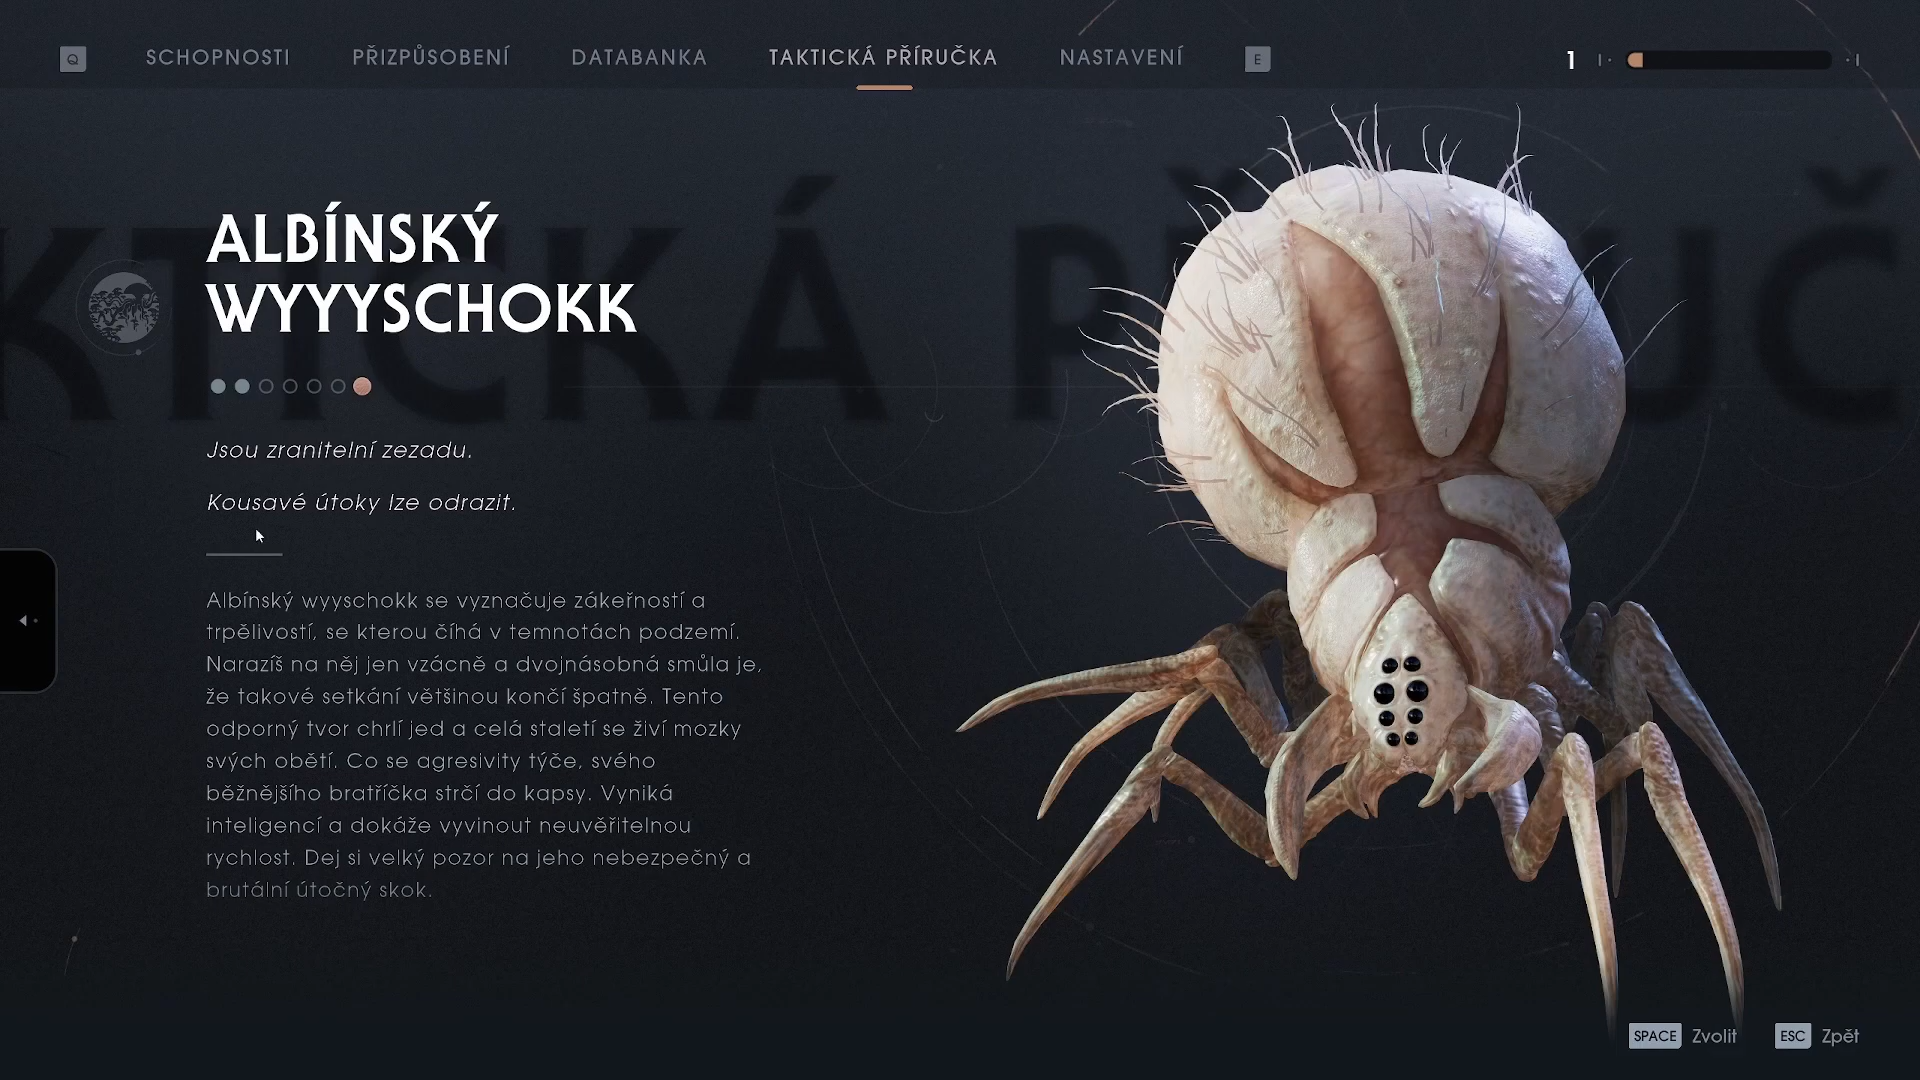 Q SCHOPNOSTI PŘIZPŮSOBENÍ DATABANKA TAKTICKÁ PŘÍRUČKA NASTAVENÍ E 1
KTICKÁ PŘ UČ
ALBÍNSKÝ
WYYYSCHOKK
Jsou zranitelní zezadu.
Kousavé útoky lze odrazit.
Albínský wyyschokk se vyznačuje zákeřností a
trpělivostí, se kterou číhá v temnotách podzemí.
Narazíš na něj jen vzácně a dvojnásobná smůla je,
že takové setkání většinou končí špatně. Tento
odporný tvor chrlí jed a celá staletí se živí mozky
svých obětí. Co se agresivity týče, svého
běžnějšího bratříčka strčí do kapsy. Vyniká
inteligencí a dokáže vyvinout neuvěřitelnou
rychlost. Dej si velký pozor na jeho nebezpečný a
brutální útočný skok.
SPACE Zvolit ESC Zpět